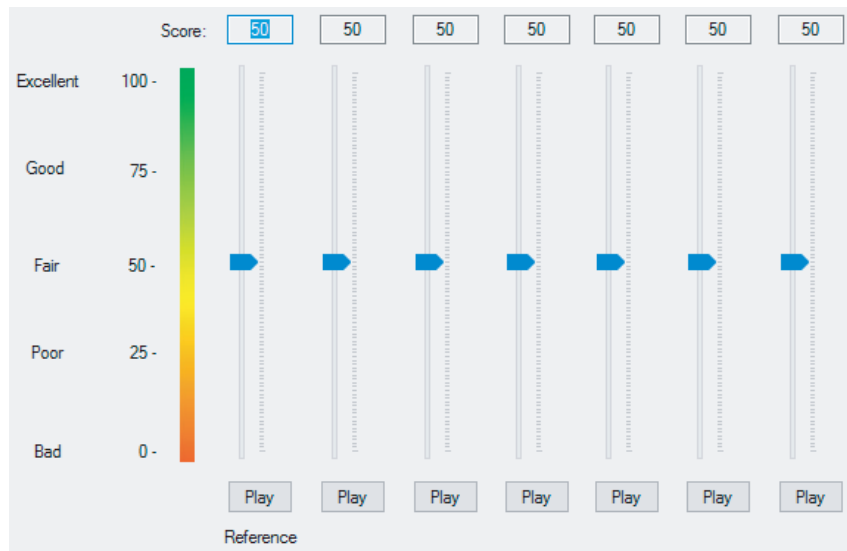 Score: 50 50 50 50 50 50 50
Excellent 100 -
Good 75 -
Fair 50 -
Poor 25 -
Bad 0 -
Play Play Play Play Play Play Play
Reference